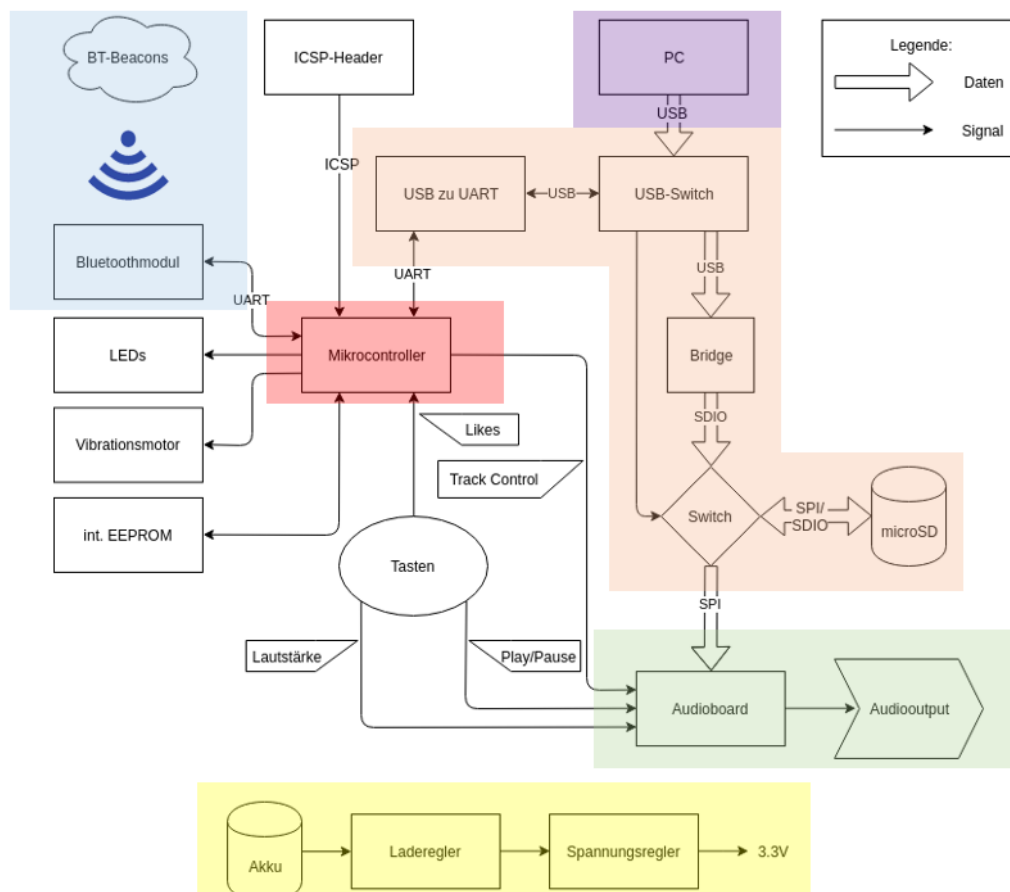 BT-Beacons
ICSP-Header
PC
Legende:
Daten
Signal
USB
ICSP
USB zu UART
USB
USB-Switch
Bluetoothmodul
UART
UART
USB
LEDs
Mikrocontroller
Bridge
Vibrationsmotor
Likes
SDIO
Track Control
int. EEPROM
Switch
SPI/
SDIO
microSD
Tasten
SPI
Lautstärke
Play/Pause
Audioboard
Audiooutput
Akku
Laderegler
Spannungsregler
3.3V